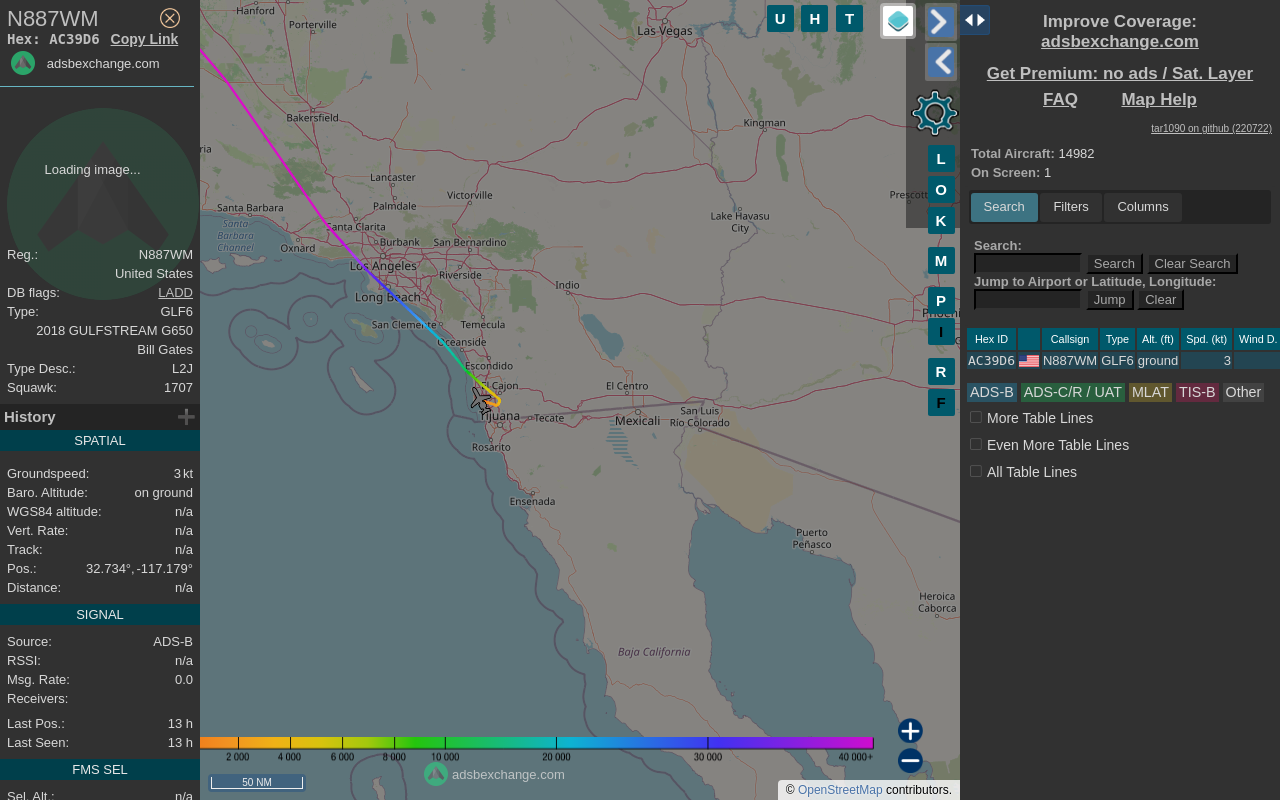 N887WM
Hex: AC39D6 Copy Link
adsbexchange.com
Loading image...
Reg.: N887WM
United States
DB flags: LADD
Type: GLF6
2018 GULFSTREAM G650
Bill Gates
Type Desc.: L2J
Squawk: 1707
History
SPATIAL
Groundspeed: 3 kt
Baro. Altitude: on ground
WGS84 altitude: n/a
Vert. Rate: n/a
Track: n/a
Pos.: 32.734°, -117.179°
Distance: n/a
SIGNAL
Source: ADS-B
RSSI: n/a
Msg. Rate: 0.0
Receivers:
Last Pos.: 13 h
Last Seen: 13 h
FMS SEL
Sel. Alt.: n/a
Hanford
Porterville
Las Vegas
Bakersfield
Kingman
ria
Lancaster
Victorville
Prescott
Santa Barbara
Palmdale
Lake Havasu
City
Santa
Barbara
Channel
Santa Clarita
Oxnard
Burbank
San Bernardino
Los Angeles
Riverside
Long Beach
Indio
San Clemente
Temecula
Oceanside
Escondido
El Cajon
El Centro
Tijuana
Tecate
Mexicali
San Luis
Río Colorado
Rosarito
Ensenada
Puerto
Peñasco
Heroica
Caborca
Baja California
U H T
L
O
K
M
P
I
R
F
2 000 4 000 6 000 8 000 10 000 20 000 30 000 40 000+
adsbexchange.com
50 NM
© OpenStreetMap contributors.
Improve Coverage:
adsbexchange.com
Get Premium: no ads / Sat. Layer
FAQ Map Help
tar1090 on github (220722)
Total Aircraft: 14982
On Screen: 1
Search Filters Columns
Search:
Search Clear Search
Jump to Airport or Latitude, Longitude:
Jump Clear
Hex ID Callsign Type Alt. (ft) Spd. (kt) Wind D.
AC39D6 N887WM GLF6 ground 3
ADS-B ADS-C/R / UAT MLAT TIS-B Other
More Table Lines
Even More Table Lines
All Table Lines